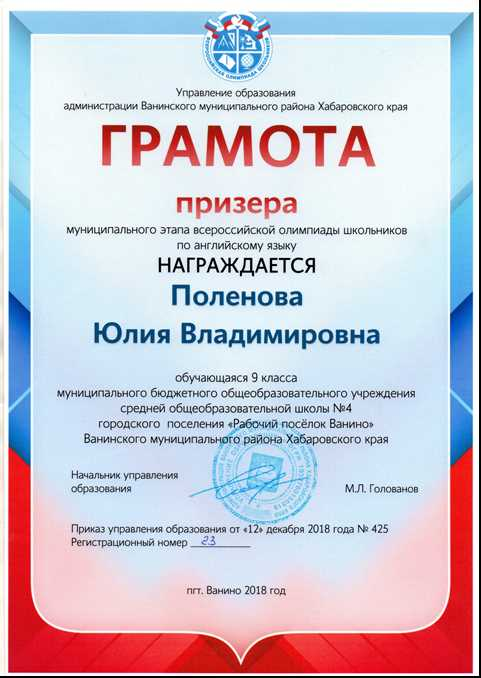 Управление образования
администрации Ванинского муниципального района Хабаровского края
ГРАМОТА
призера
муниципального этапа всероссийской олимпиады школьников
по английскому языку
НАГРАЖДАЕТСЯ
Поленова
Юлия Владимировна
обучающаяся 9 класса
муниципального бюджетного общеобразовательного учреждения
средней общеобразовательной школы №4
городского поселения «Рабочий посёлок Ванино»
Ванинского муниципального района Хабаровского края
Начальник управления
образования М.Л. Голованов
Приказ управления образования от «12» декабря 2018 года № 425
Регистрационный номер 23
пгт. Ванино 2018 год